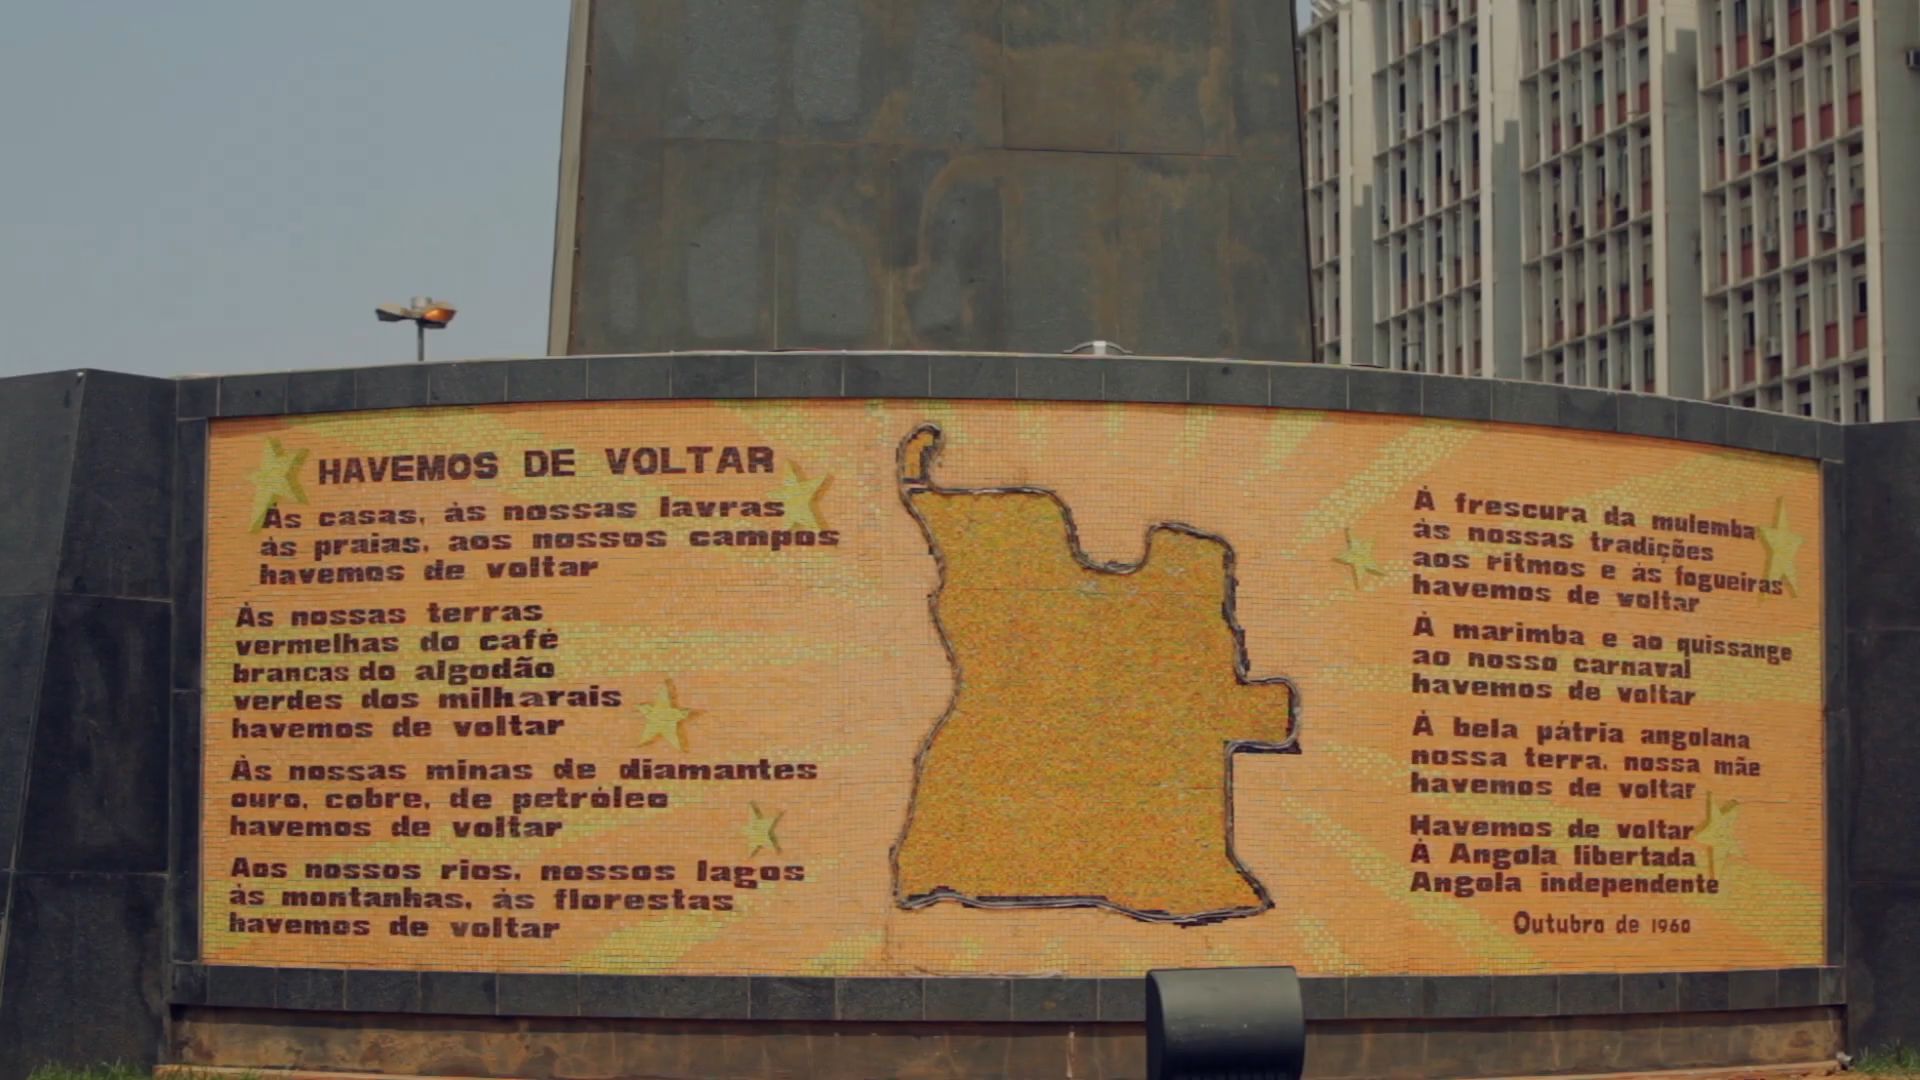 HAVEMOS DE VOLTAR
Às casas, às nossas lavras
às praias, aos nossos campos
havemos de voltar
Às nossas terras
vermelhas do café
brancas do algodão
verdes dos milharais
havemos de voltar
Às nossas minas de diamantes
ouro, cobre, de petróleo
havemos de voltar
Aos nossos rios, nossos lagos
às montanhas, às florestas
havemos de voltar
À frescura da mulemba
às nossas tradições
aos ritmos e às fogueiras
havemos de voltar
À marimba e ao quissange
ao nosso carnaval
havemos de voltar
À bela pátria angolana
nossa terra, nossa mãe
havemos de voltar
Havemos de voltar
À Angola libertada
Angola independente
Outubro de 1960